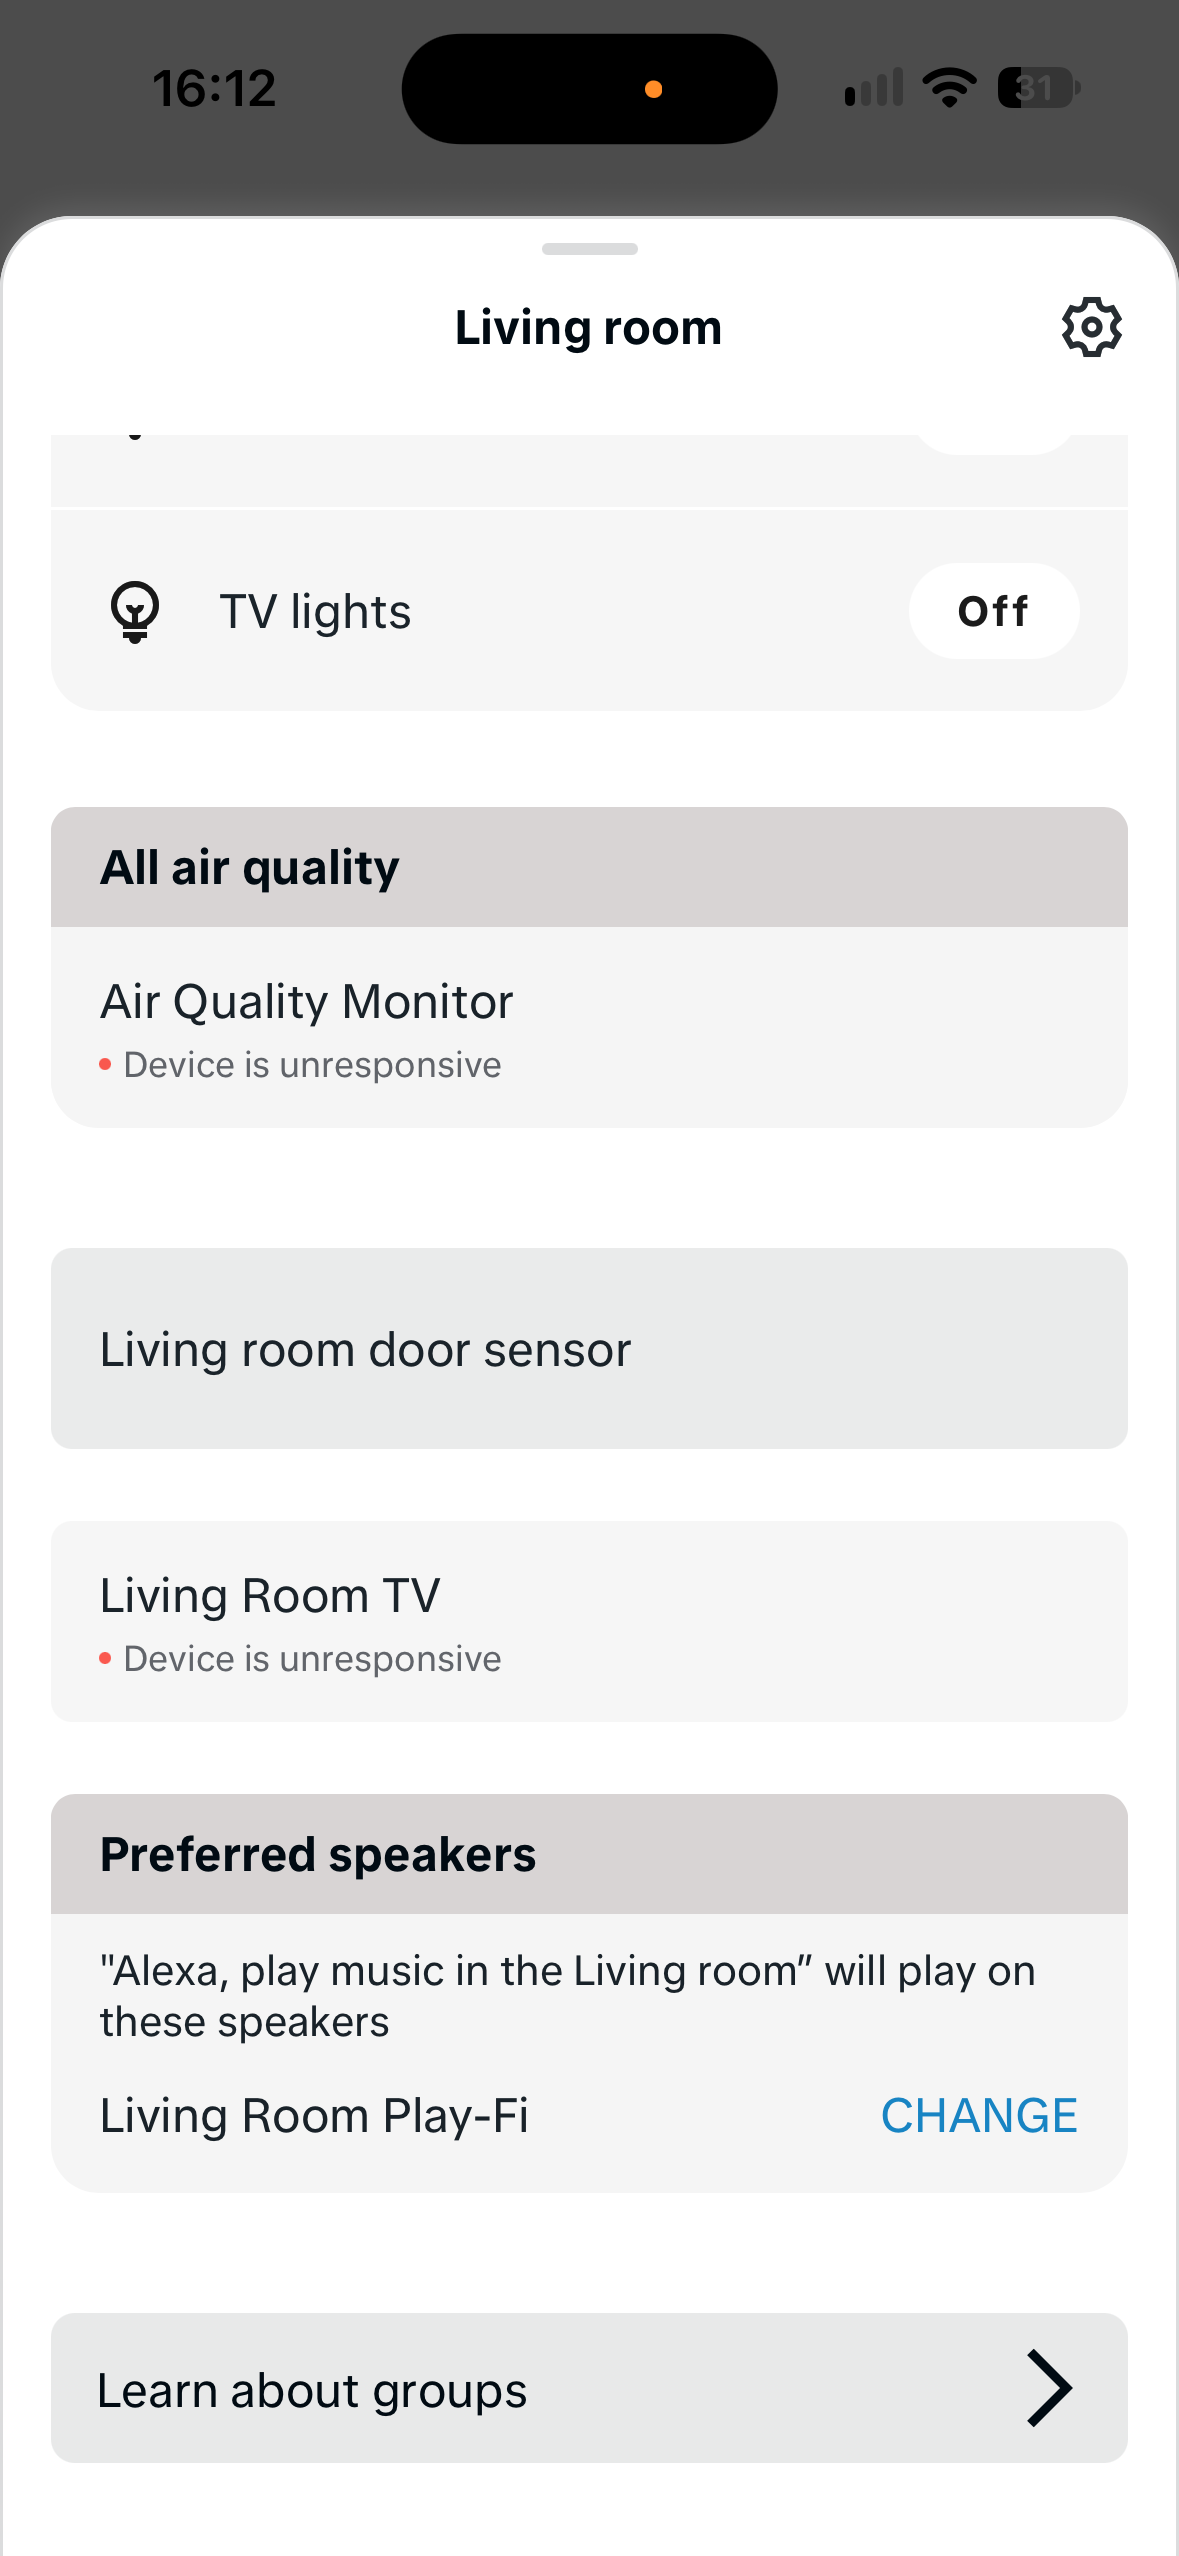 16:12
31
Living room
TV lights
Off
All air quality
Air Quality Monitor
Device is unresponsive
Living room door sensor
Living Room TV
Device is unresponsive
Preferred speakers
"Alexa, play music in the Living room” will play on
these speakers
Living Room Play-Fi
CHANGE
Learn about groups